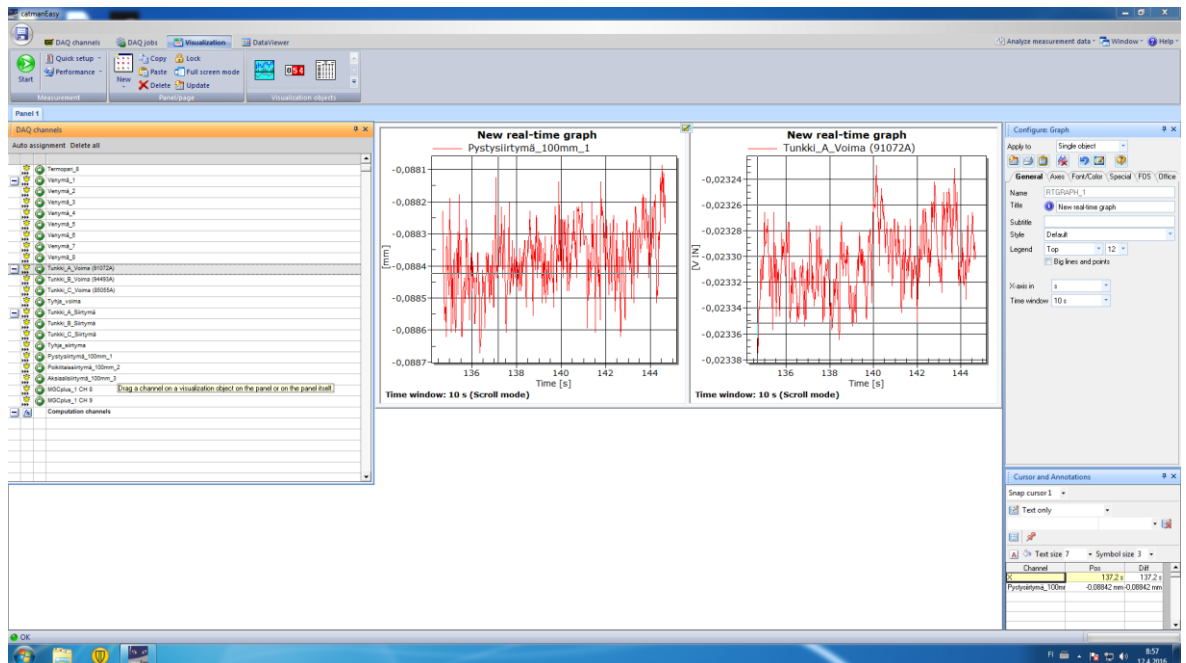 catmanEasy
DAQ channels DAQ jobs Visualization DataViewer
Analyze measurement data Window Help
Start
Quick setup
Performance
Measurement
New
Copy Lock
Paste Full screen mode
Delete Update
Panel/page
054
Visualization objects
Panel 1
DAQ channels
Auto assignment Delete all
Termopari_8
Venymä_1
Venymä_2
Venymä_3
Venymä_4
Venymä_5
Venymä_6
Venymä_7
Venymä_8
Tunkki_A_Voima (91072A)
Tunkki_B_Voima (94493A)
Tunkki_C_Voima (85055A)
Tyhja_voima
Tunkki_A_Siirtymä
Tunkki_B_Siirtymä
Tunkki_C_Siirtymä
Tyhja_siirtyma
Pystysiirtymä_100mm_1
Poikittaissiirtymä_100mm_2
Aksiaalisiirtymä_100mm_3
MGCplus_1 CH 8 Drag a channel on a visualization object on the panel or on the panel itself
MGCplus_1 CH 9
Computation channels
New real-time graph
Pystysiirtymä_100mm_1
[mm]
-0,0881
-0,0882
-0,0883
-0,0884
-0,0885
-0,0886
-0,0887
136 138 140 142 144
Time [s]
Time window: 10 s (Scroll mode)
New real-time graph
Tunkki_A_Voima (91072A)
[V IN]
-0,02324
-0,02326
-0,02328
-0,02330
-0,02332
-0,02334
-0,02336
-0,02338
136 138 140 142 144
Time [s]
Time window: 10 s (Scroll mode)
Configure: Graph
Apply to Single object
General Axes Font/Color Special FDS Office
Name RTGRAPH_1
Title New real-time graph
Subtitle
Style Default
Legend Top 12
Big lines and points
X-axis in s
Time window 10 s
Cursor and Annotations
Snap cursor 1
Text only
A Text size 7 Symbol size 3
Channel Pos Diff
X 137,2 s 137,2 s
Pystysiirtymä_100mr -0,08842 mm -0,08842 mm
OK
FI 8:57
12.4.2016